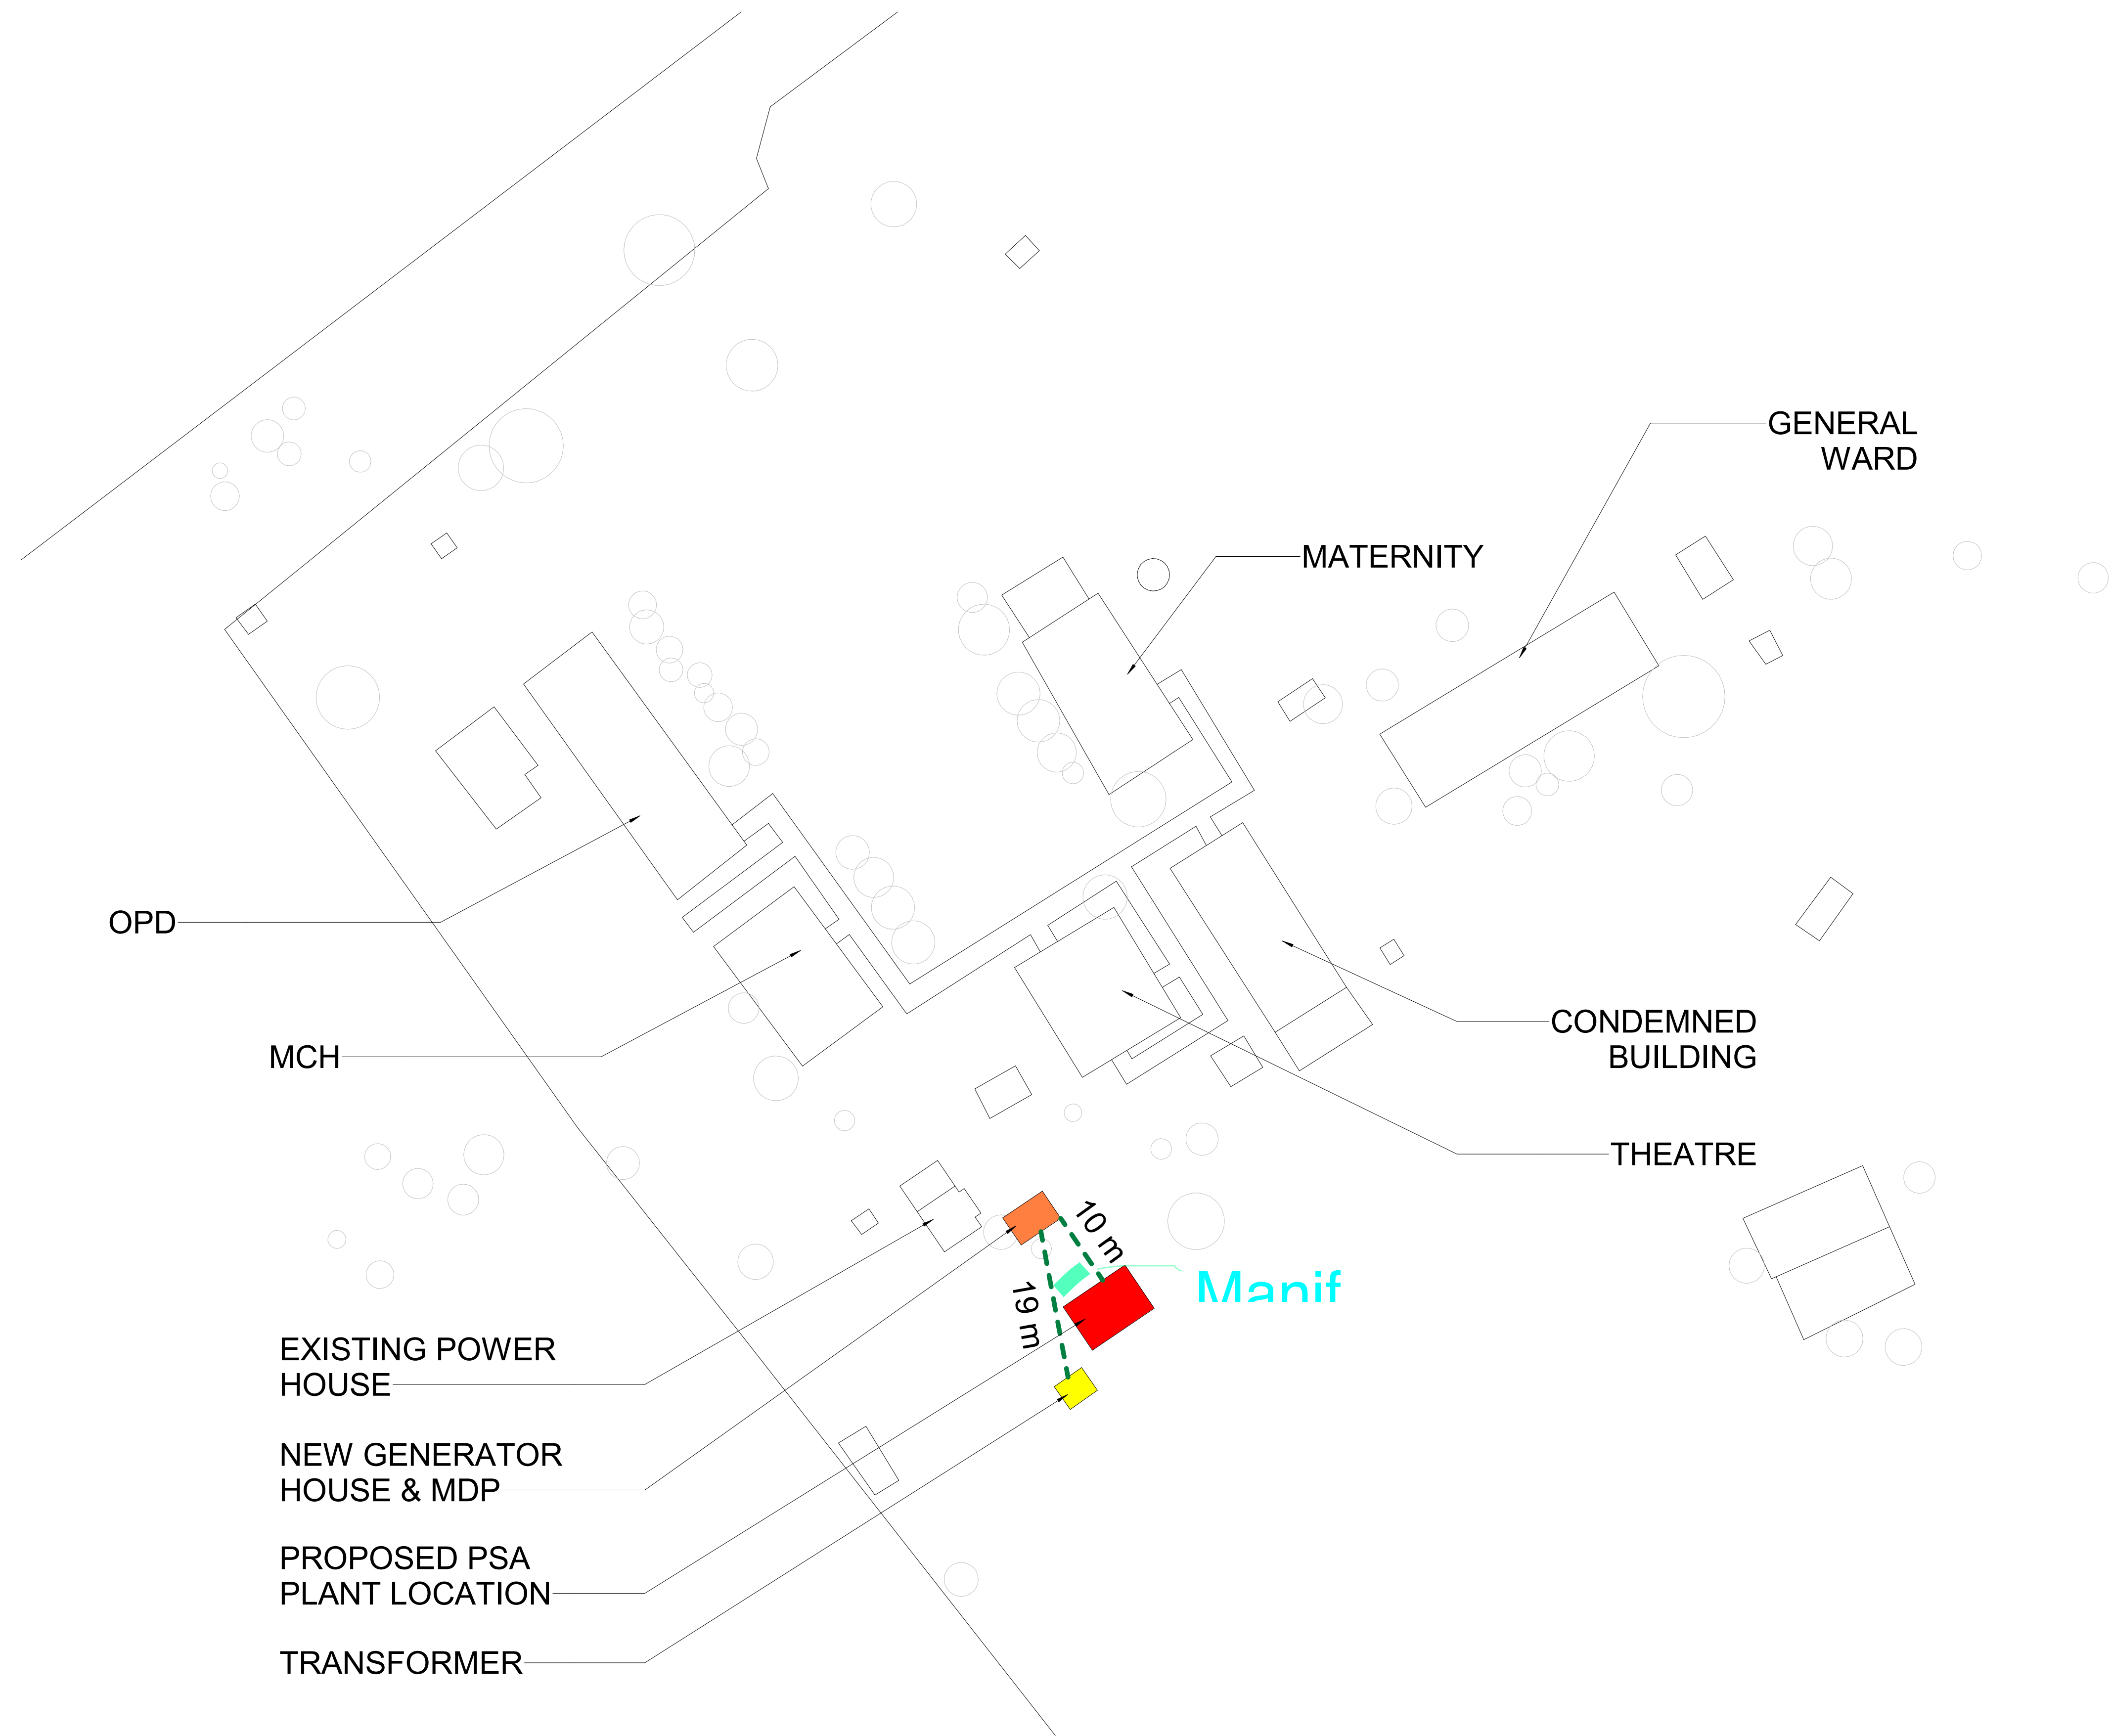 GENERAL
WARD
MATERNITY
OPD
MCH
CONDEMNED
BUILDING
THEATRE
10 m
Manif
19 m
EXISTING POWER
HOUSE
NEW GENERATOR
HOUSE & MDP
PROPOSED PSA
PLANT LOCATION
TRANSFORMER